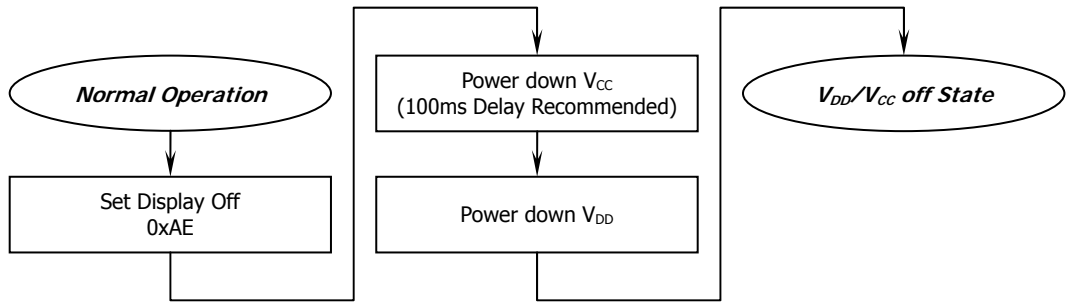 Normal Operation
Set Display Off
0xAE
Power down VCC
(100ms Delay Recommended)
Power down VDD
VDD/VCC off State